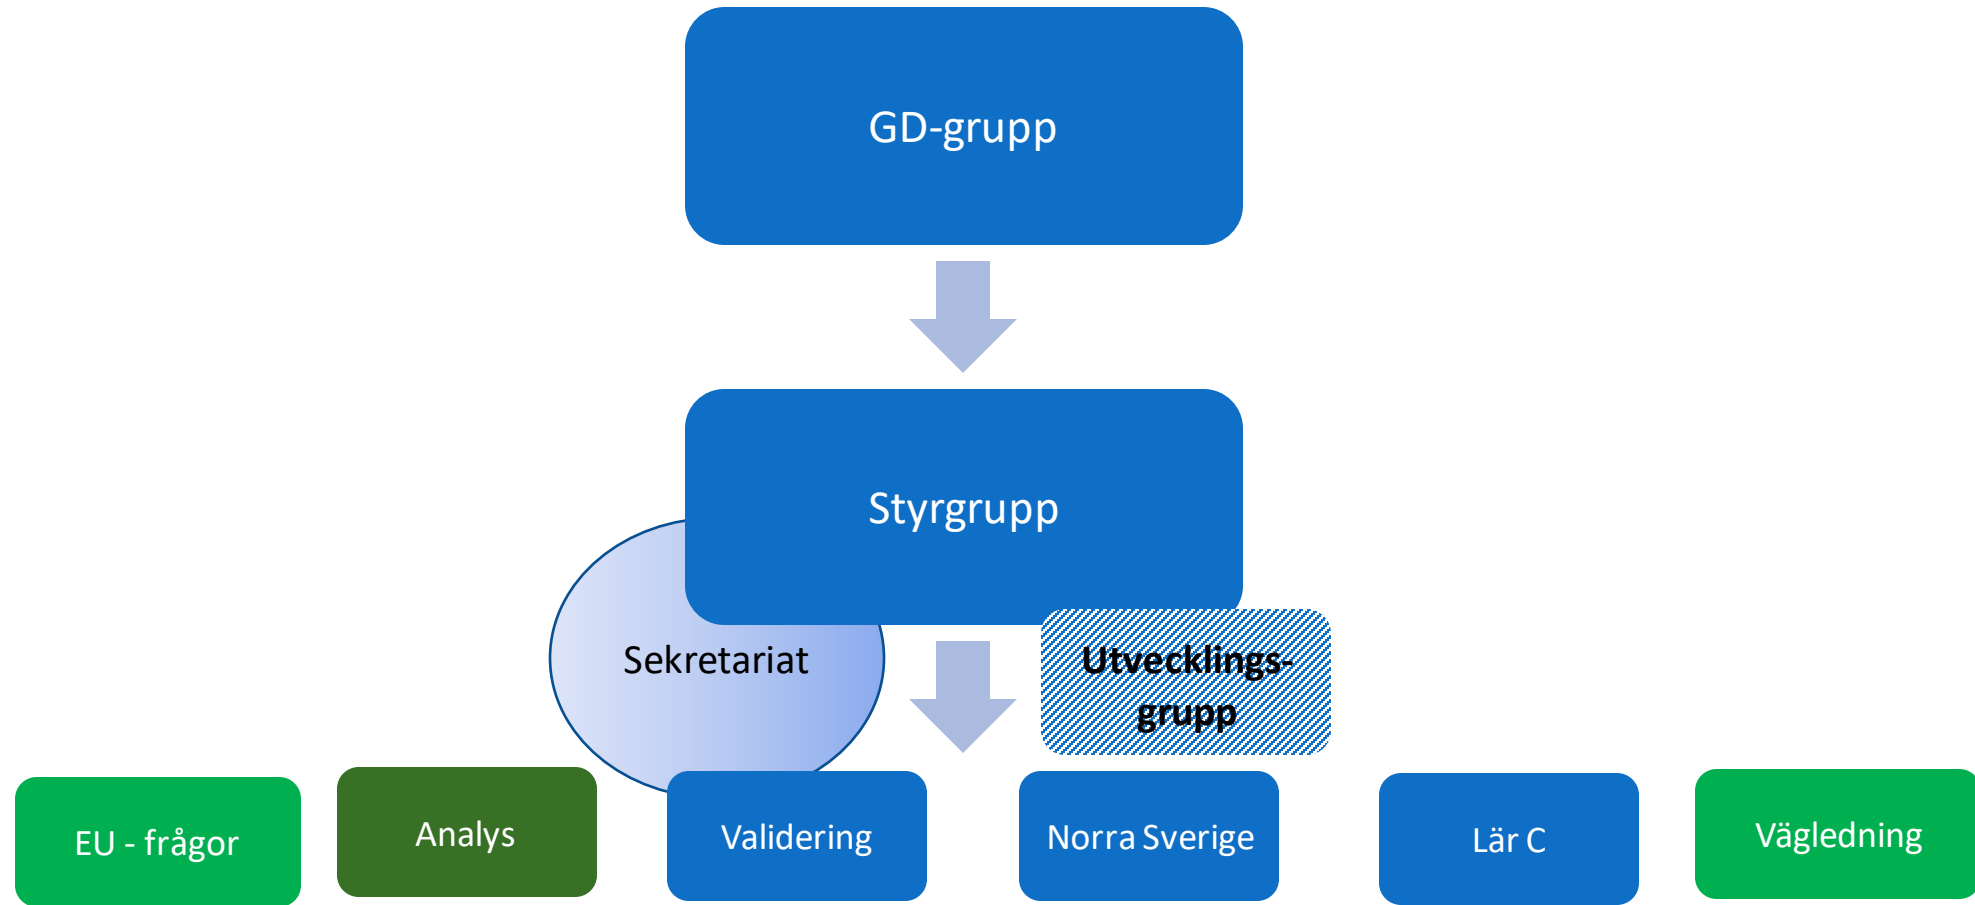 GD-grupp
Styrgrupp
Sekretariat
Utvecklings-
grupp
EU - frågor
Analys
Validering
Norra Sverige
Lär C
Vägledning